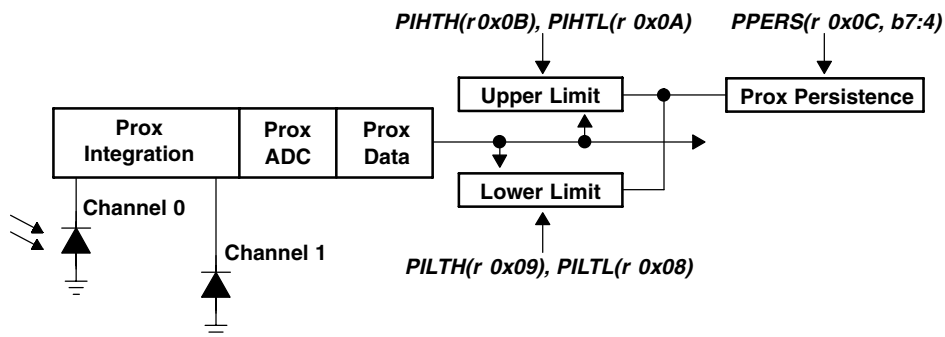 PIHTH(r 0x0B), PIHTL(r 0x0A)
PPERS(r 0x0C, b7:4)
Upper Limit
Prox Persistence
Prox
Integration
Prox
ADC
Prox
Data
Lower Limit
Channel 0
Channel 1
PILTH(r 0x09), PILTL(r 0x08)